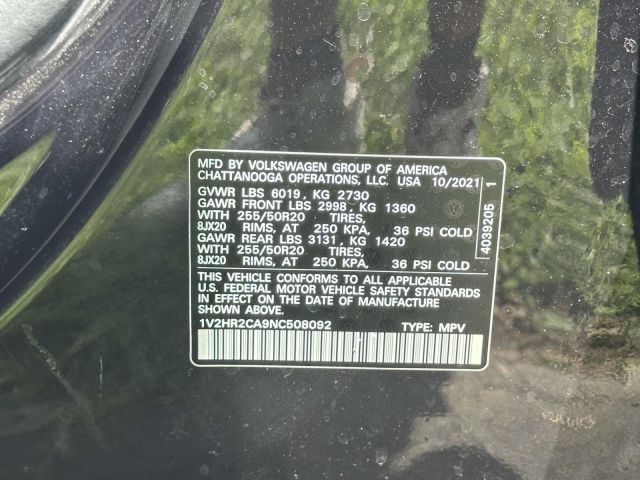 MFD BY VOLKSWAGEN GROUP OF AMERICA
CHATTANOOGA OPERATIONS, LLC. USA 10/2021
GVWR LBS 6019, KG 2730
GAWR FRONT LBS 2998, KG 1360
WITH 255/50R20 TIRES,
8JX20 RIMS, AT 250 KPA, 36 PSI COLD
GAWR REAR LBS 3131, KG 1420
WITH 255/50R20 TIRES,
8JX20 RIMS, AT 250 KPA, 36 PSI COLD
THIS VEHICLE CONFORMS TO ALL APPLICABLE
U.S. FEDERAL MOTOR VEHICLE SAFETY STANDARDS
IN EFFECT ON THE DATE OF MANUFACTURE
SHOWN ABOVE.
1V2HR2CA9NC508092 TYPE: MPV
4039205 1